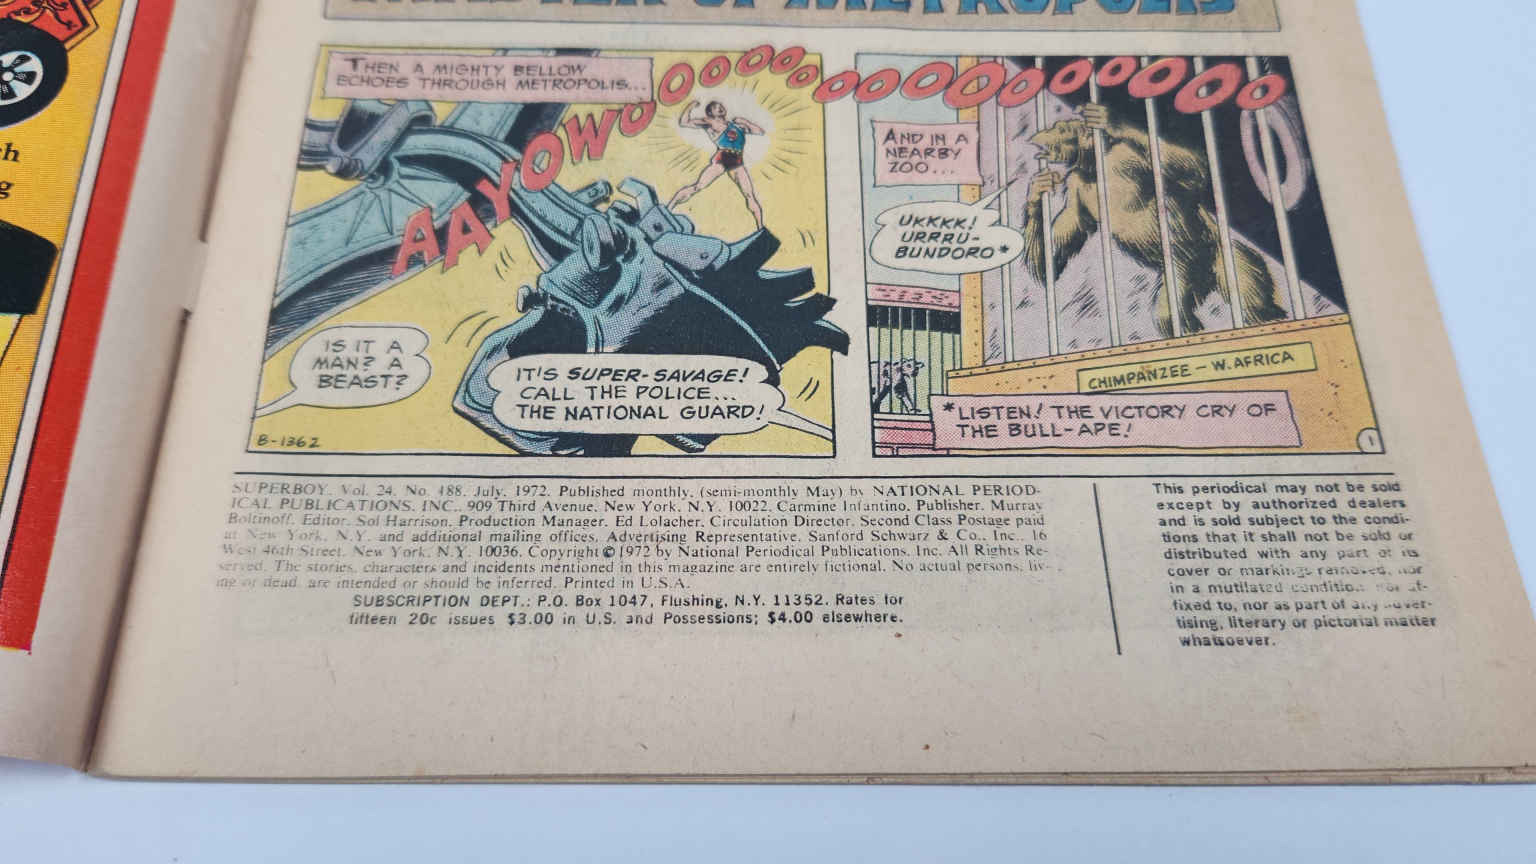 ch
g
OF METROPOLIS
THEN A MIGHTY BELLOW
ECHOES THROUGH METROPOLIS...
AAYOWOOOOOOOOOOOOOOOOO
IS IT A
MAN? A
BEAST?
IT'S SUPER-SAVAGE!
CALL THE POLICE...
THE NATIONAL GUARD!
B-1362
AND IN A
NEARBY
ZOO...
UKKKK!
URRRU-
BUNDORO*
CHIMPANZEE - W. AFRICA
*LISTEN! THE VICTORY CRY OF
THE BULL-APE!
1
SUPERBOY, Vol. 24, No. 188, July, 1972. Published monthly, (semi-monthly May) by NATIONAL PERIOD-
ICAL PUBLICATIONS, INC., 909 Third Avenue, New York, N.Y. 10022. Carmine Infantino, Publisher. Murray
Boltinoff, Editor. Sol Harrison, Production Manager. Ed Lolacher, Circulation Director. Second Class Postage paid
at New York, N.Y. and additional mailing offices. Advertising Representative, Sanford Schwarz & Co., Inc., 16
West 46th Street, New York, N.Y. 10036. Copyright © 1972 by National Periodical Publications, Inc. All Rights Re-
served. The stories, characters and incidents mentioned in this magazine are entirely fictional. No actual persons, liv-
ing or dead, are intended or should be inferred. Printed in U.S.A.
SUBSCRIPTION DEPT.: P.O. Box 1047, Flushing, N.Y. 11352. Rates for
fifteen 20c issues $3.00 in U.S. and Possessions; $4.00 elsewhere.
This periodical may not be sold
except by authorized dealers
and is sold subject to the condi-
tions that it shall not be sold or
distributed with any part of its
cover or markings removed, nor
in a mutilated condition, nor af-
fixed to, nor as part of any adver-
tising, literary or pictorial matter
whatsoever.